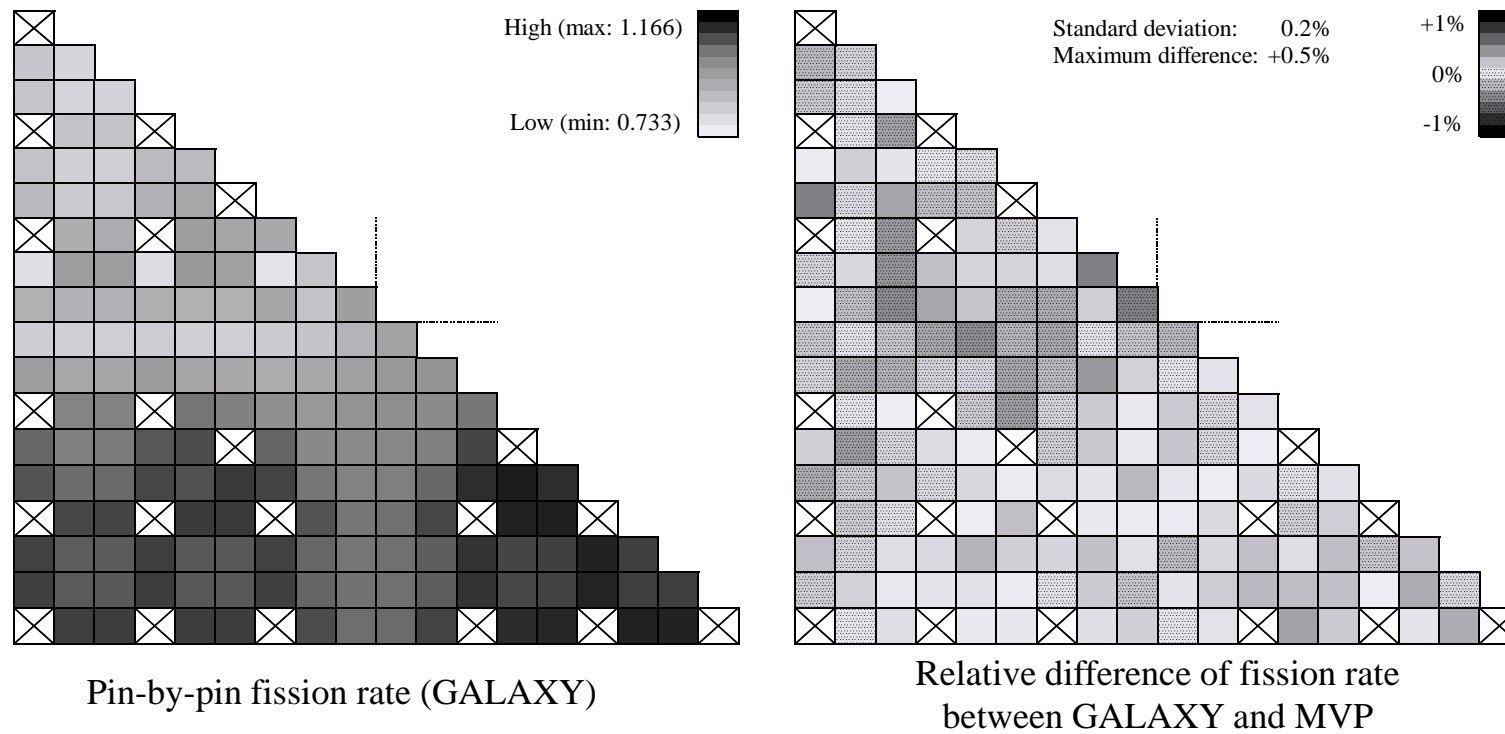 High (max: 1.166)
Low (min: 0.733)
Standard deviation: 0.2%
Maximum difference: +0.5%
+1%
0%
-1%
Pin-by-pin fission rate (GALAXY)
Relative difference of fission rate
between GALAXY and MVP